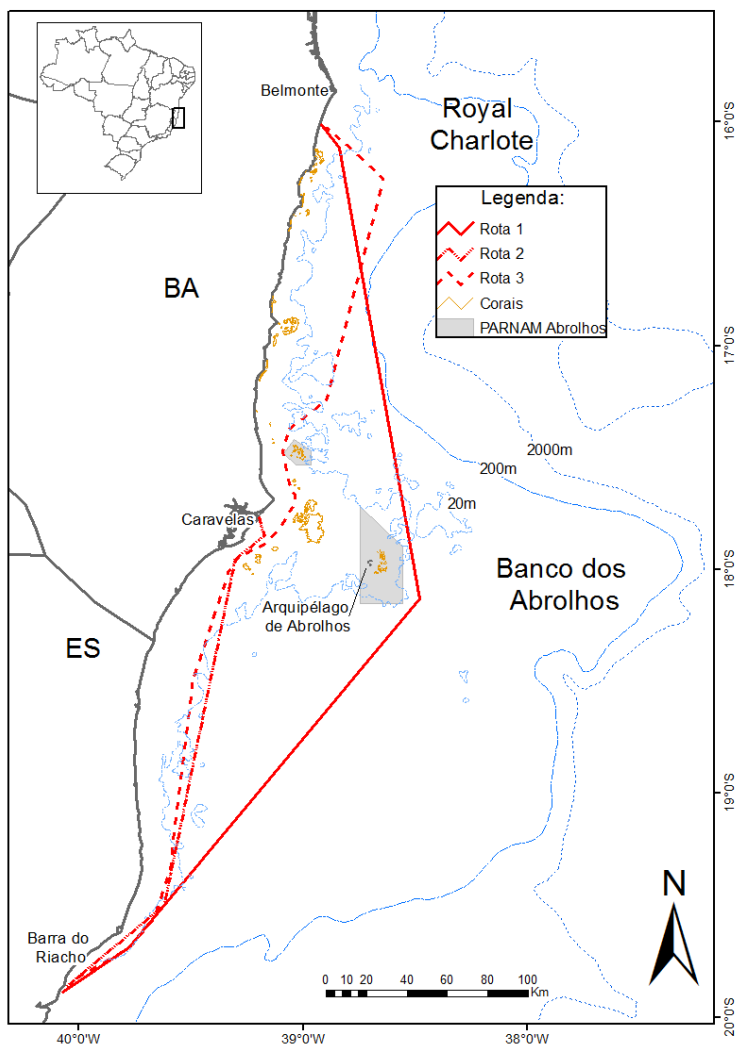 Belmonte
Royal
Charlote
16°0'S
Legenda:
Rota 1
Rota 2
Rota 3
Corais
PARNAM Abrolhos
BA
17°0'S
2000m
200m
20m
Caravelas
18°0'S
Banco dos
Abrolhos
Arquipélago
de Abrolhos
ES
19°0'S
N
Barra do
Riacho
0 10 20 40 60 80 100
Km
20°0'S
40°0'W 39°0'W 38°0'W